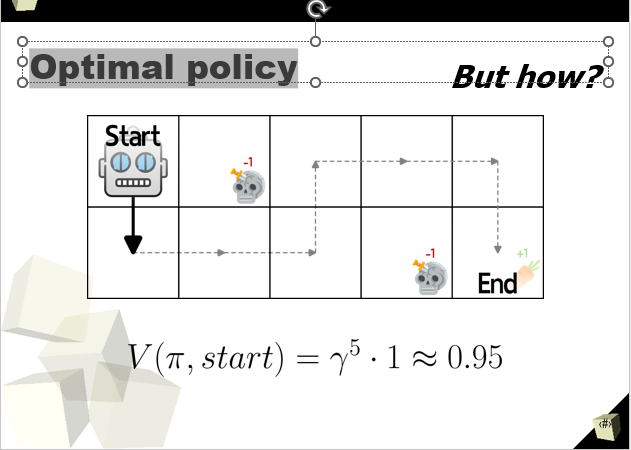 Optimal policy
But how?
Start
-1
-1
+1
End
V(π, start) = γ⁵ · 1 ≈ 0.95
‹#›